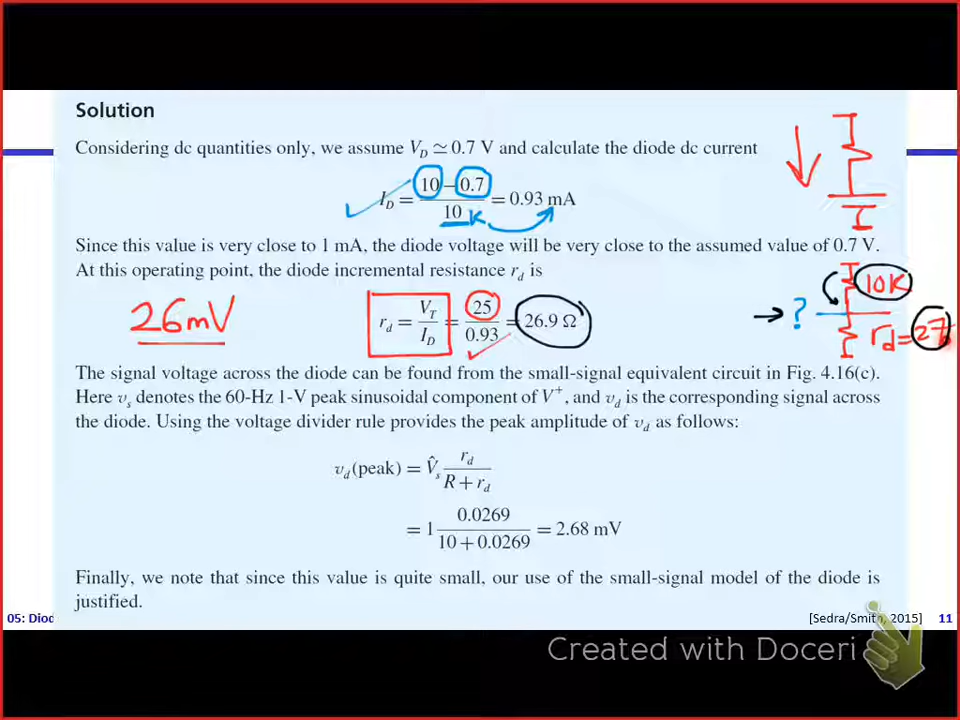 Solution
Considering dc quantities only, we assume V_D ≃ 0.7 V and calculate the diode dc current
I_D = (10 − 0.7) / 10 K = 0.93 mA
I
Since this value is very close to 1 mA, the diode voltage will be very close to the assumed value of 0.7 V.
At this operating point, the diode incremental resistance r_d is
10K
26mV
r_d = V_T / I_D = 25 / 0.93 = 26.9 Ω
?
r_d =
The signal voltage across the diode can be found from the small-signal equivalent circuit in Fig. 4.16(c).
Here v_s denotes the 60-Hz 1-V peak sinusoidal component of V⁺, and v_d is the corresponding signal across
the diode. Using the voltage divider rule provides the peak amplitude of v_d as follows:
v_d(peak) = V̂_s r_d / (R + r_d)
= 1 0.0269 / (10 + 0.0269) = 2.68 mV
Finally, we note that since this value is quite small, our use of the small-signal model of the diode is
justified.
05: Diod
[Sedra/Smith, 2015] 11
Created with Doceri